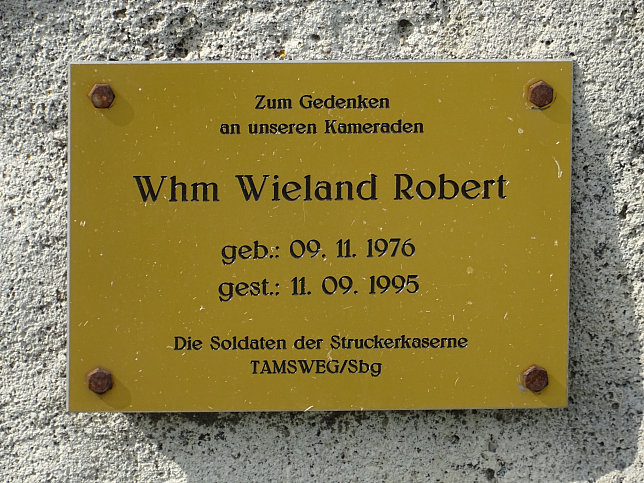 Zum Gedenken
an unseren Kameraden
Whm Wieland Robert
geb.: 09. 11. 1976
gest.: 11. 09. 1995
Die Soldaten der Struckerkaserne
TAMSWEG/Sbg